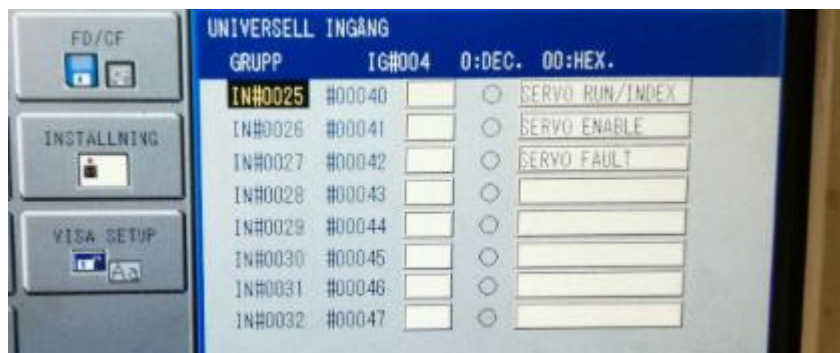 FD/CF
INSTALLNING
VISA SETUP
Aa
UNIVERSELL INGÅNG
GRUPP IG#004 0:DEC. 00:HEX.
IN#0025 #00040 SERVO RUN/INDEX
IN#0026 #00041 SERVO ENABLE
IN#0027 #00042 SERVO FAULT
IN#0028 #00043
IN#0029 #00044
IN#0030 #00045
IN#0031 #00046
IN#0032 #00047